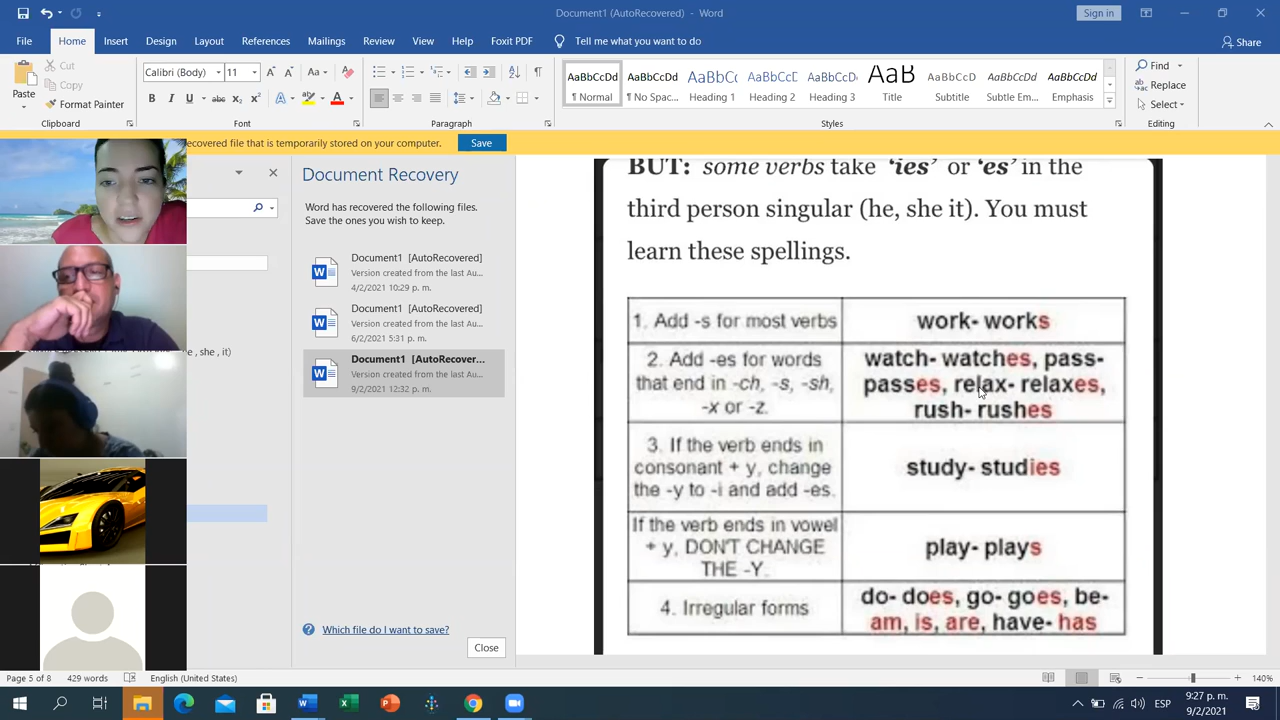 Document1 (AutoRecovered) - Word
Sign in
File Home Insert Design Layout References Mailings Review View Help Foxit PDF Tell me what you want to do Share
Paste
Cut
Copy
Format Painter
Clipboard
Calibri (Body) 11
Font
Paragraph
AaBbCcDd AaBbCcDd AaBbC( AaBbCcE AaBbCcD AaB AaBbCcD AaBbCcDd AaBbCcDd
¶ Normal ¶ No Spac... Heading 1 Heading 2 Heading 3 Title Subtitle Subtle Em... Emphasis
Styles
Find
Replace
Select
Editing
ecovered file that is temporarily stored on your computer. Save
, she , it)
Document Recovery
Word has recovered the following files.
Save the ones you wish to keep.
Document1 [AutoRecovered]
Version created from the last Au...
4/2/2021 10:29 p. m.
Document1 [AutoRecovered]
Version created from the last Au...
6/2/2021 5:31 p. m.
Document1 [AutoRecover...
Version created from the last Au...
9/2/2021 12:32 p. m.
Which file do I want to save?
Close
BUT: some verbs take ‘ies’ or ‘es’ in the
third person singular (he, she it). You must
learn these spellings.
1. Add -s for most verbs
work- works
2. Add -es for words
that end in -ch, -s, -sh,
-x or -z.
watch- watches, pass-
passes, relax- relaxes,
rush- rushes
3. If the verb ends in
consonant + y, change
the -y to -i and add -es.
study- studies
If the verb ends in vowel
+ y, DON'T CHANGE
THE -Y.
play- plays
4. Irregular forms
do- does, go- goes, be-
am, is, are, have- has
Page 5 of 8 429 words English (United States) 140%
ESP
9:27 p. m.
9/2/2021